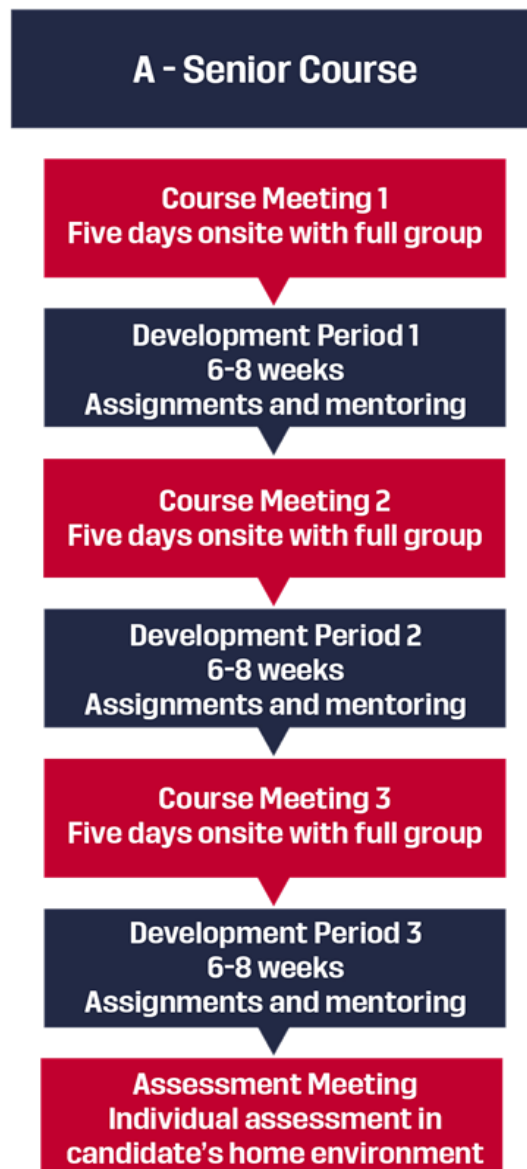 A - Senior Course
Course Meeting 1
Five days onsite with full group
Development Period 1
6-8 weeks
Assignments and mentoring
Course Meeting 2
Five days onsite with full group
Development Period 2
6-8 weeks
Assignments and mentoring
Course Meeting 3
Five days onsite with full group
Development Period 3
6-8 weeks
Assignments and mentoring
Assessment Meeting
Individual assessment in
candidate's home environment